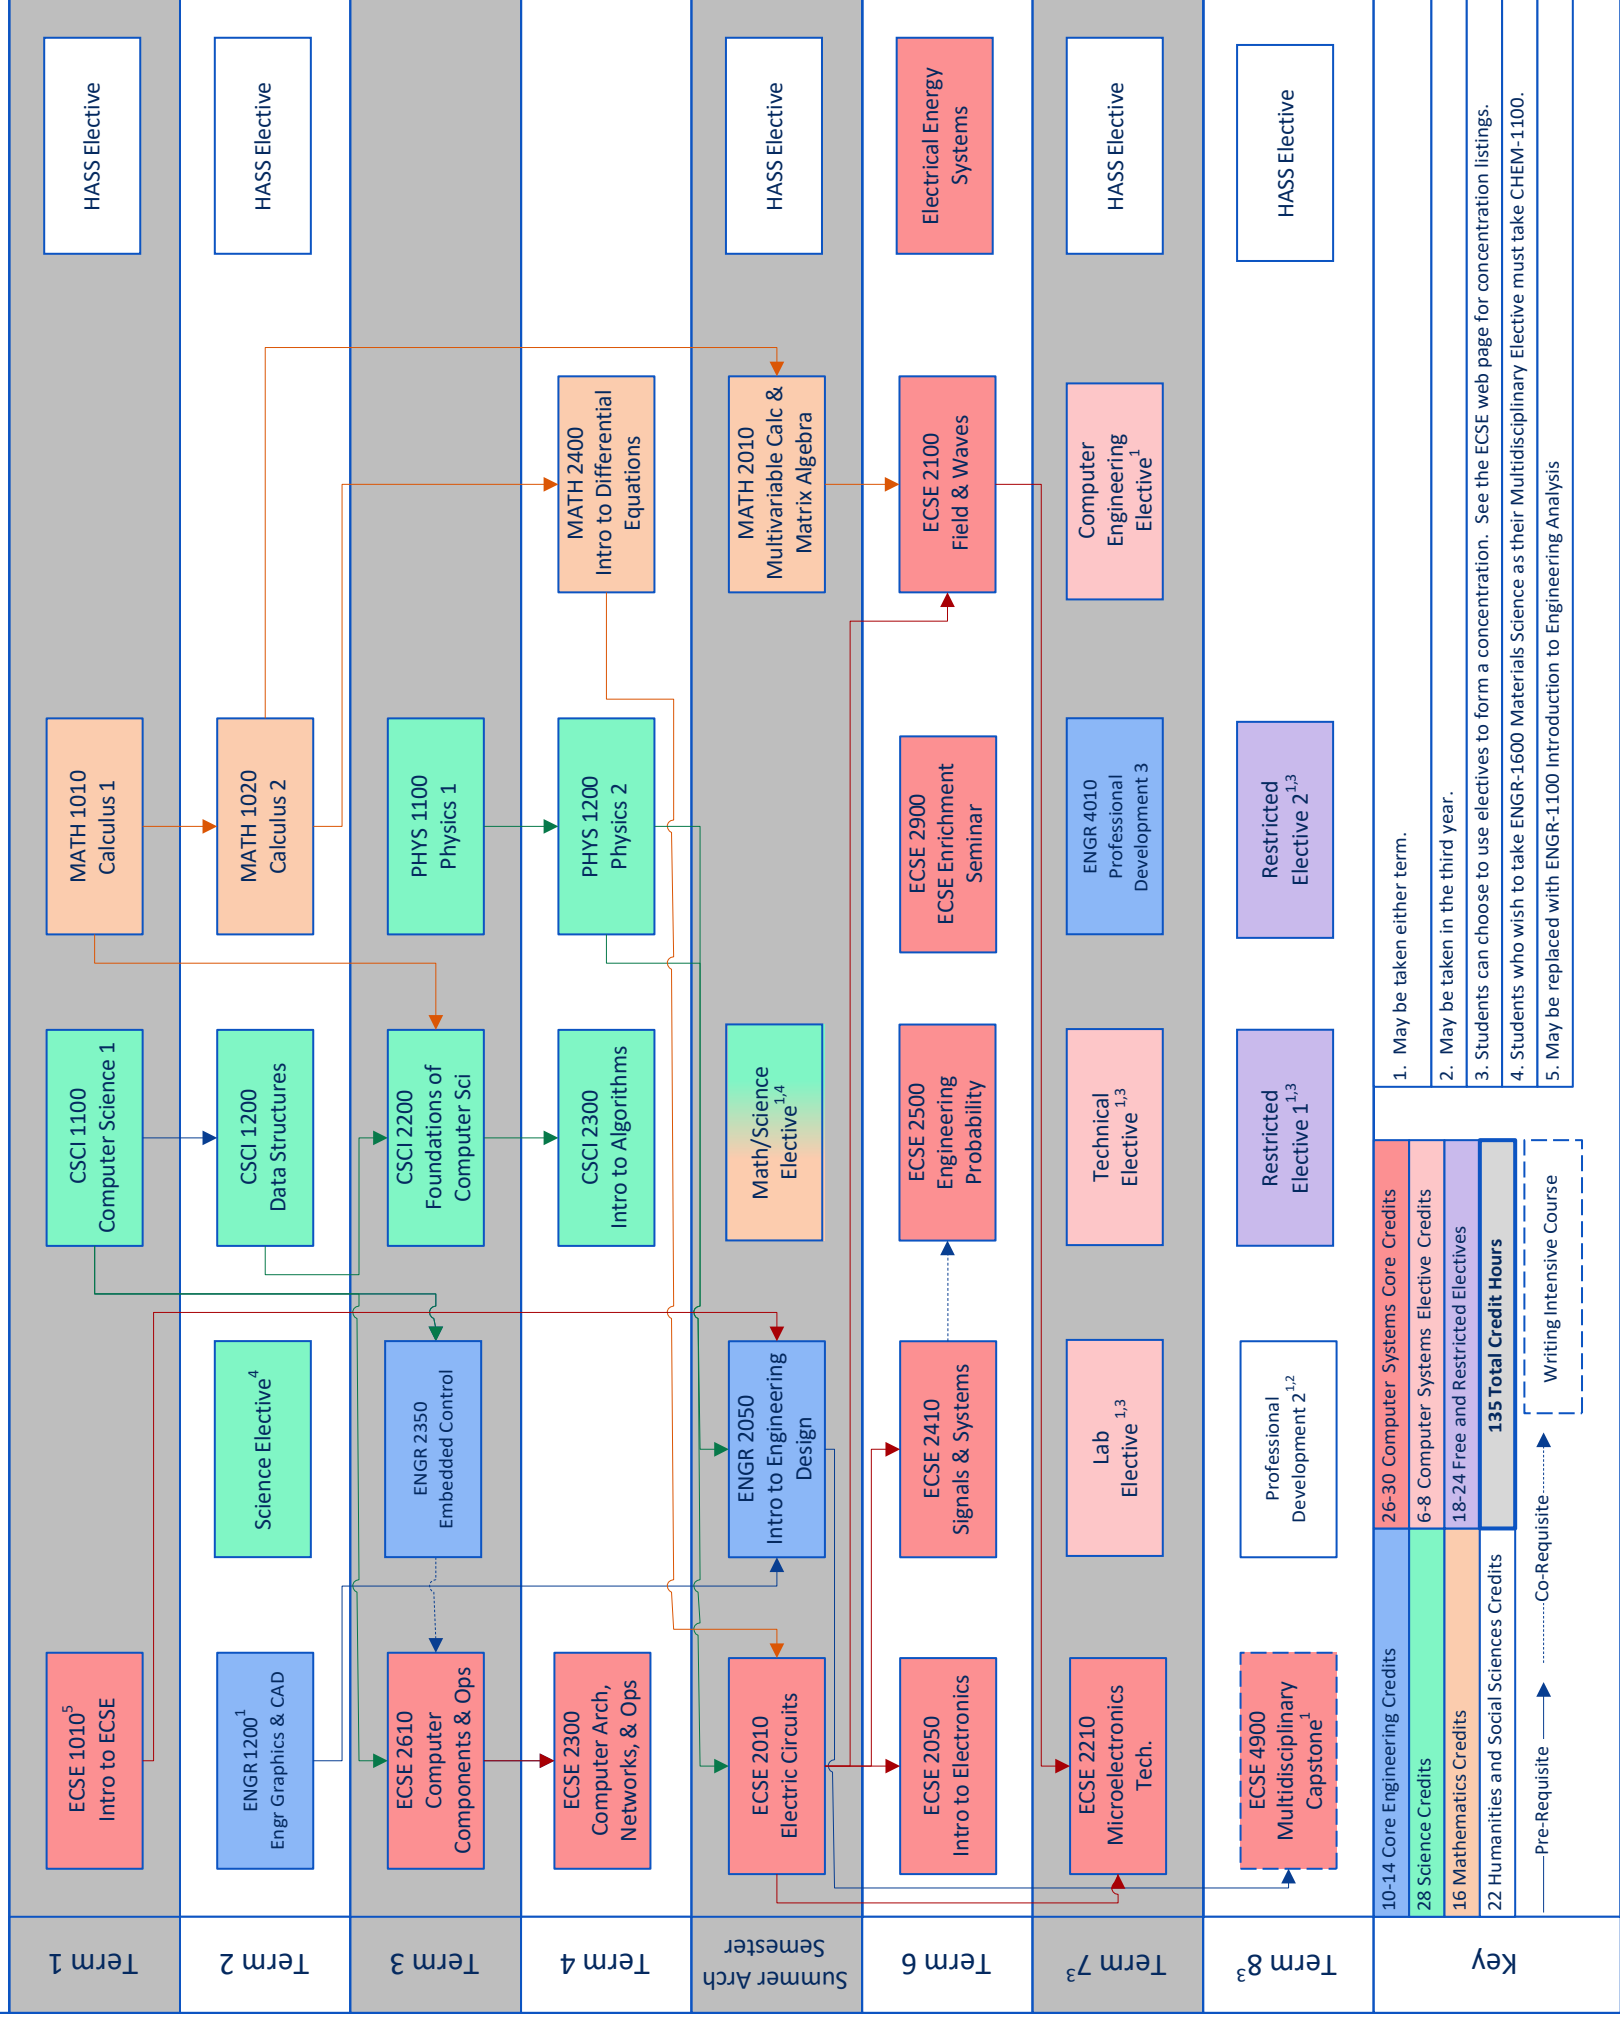 Term 1
ECSE 1010⁵
Intro to ECSE
CSCI 1100
Computer Science 1
MATH 1010
Calculus 1
HASS Elective
Term 2
ENGR 1200¹
Engr Graphics & CAD
Science Elective⁴
CSCI 1200
Data Structures
MATH 1020
Calculus 2
HASS Elective
Term 3
ECSE 2610
Computer
Components & Ops
ENGR 2350
Embedded Control
CSCI 2200
Foundations of
Computer Sci
PHYS 1100
Physics 1
Term 4
ECSE 2300
Computer Arch,
Networks, & Ops
CSCI 2300
Intro to Algorithms
PHYS 1200
Physics 2
MATH 2400
Intro to Differential
Equations
Summer Arch
Semester
ECSE 2010
Electric Circuits
ENGR 2050
Intro to Engineering
Design
Math/Science
Elective¹,⁴
MATH 2010
Multivariable Calc &
Matrix Algebra
HASS Elective
Term 6
ECSE 2050
Intro to Electronics
ECSE 2410
Signals & Systems
ECSE 2500
Engineering
Probability
ECSE 2900
ECSE Enrichment
Seminar
ECSE 2100
Field & Waves
Electrical Energy
Systems
Term 7³
ECSE 2210
Microelectronics
Tech.
Lab
Elective¹,³
Technical
Elective¹,³
ENGR 4010
Professional
Development 3
Computer
Engineering
Elective¹
HASS Elective
Term 8³
ECSE 4900
Multidisciplinary
Capstone¹
Professional
Development 2¹,²
Restricted
Elective 1¹,³
Restricted
Elective 2¹,³
HASS Elective
Key
10-14 Core Engineering Credits
28 Science Credits
16 Mathematics Credits
22 Humanities and Social Sciences Credits
26-30 Computer Systems Core Credits
6-8 Computer Systems Elective Credits
18-24 Free and Restricted Electives
135 Total Credit Hours
Pre-Requisite
Co-Requisite
Writing Intensive Course
1. May be taken either term.
2. May be taken in the third year.
3. Students can choose to use electives to form a concentration. See the ECSE web page for concentration listings.
4. Students who wish to take ENGR-1600 Materials Science as their Multidisciplinary Elective must take CHEM-1100.
5. May be replaced with ENGR-1100 Introduction to Engineering Analysis